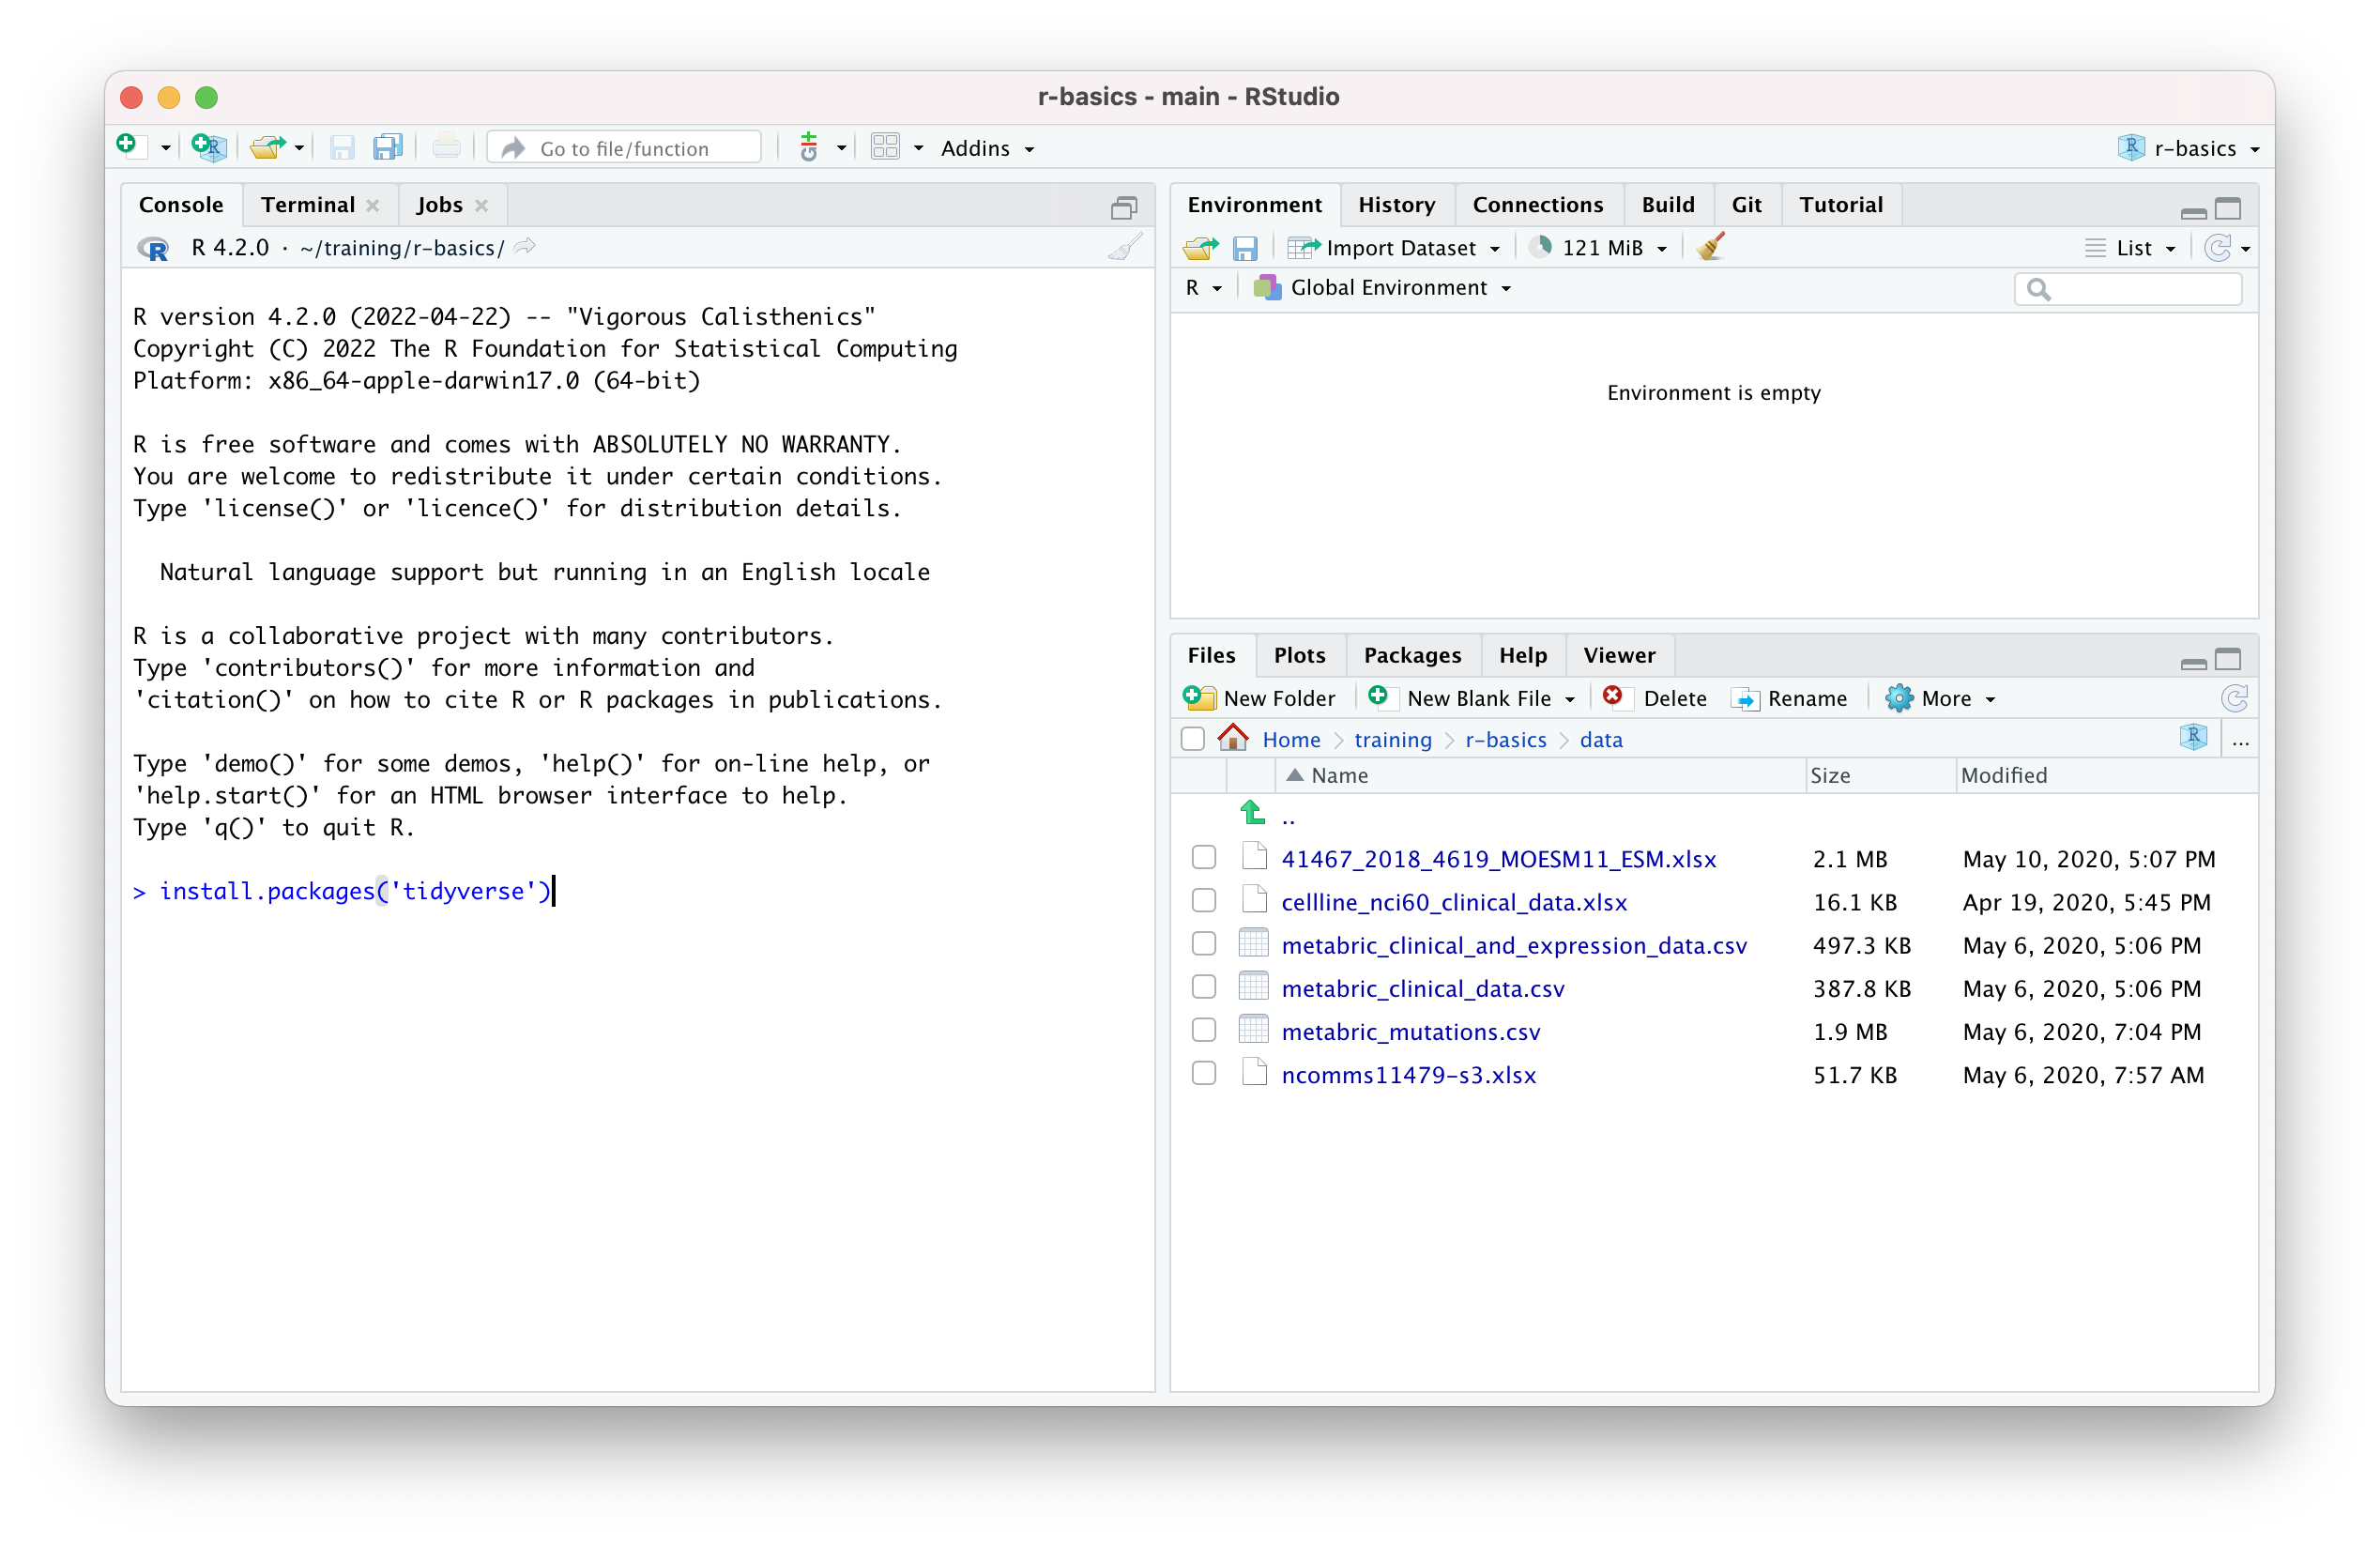 r-basics - main - RStudio
Go to file/function
Git
Addins
R r-basics
Console Terminal Jobs
R R 4.2.0 · ~/training/r-basics/
R version 4.2.0 (2022-04-22) -- "Vigorous Calisthenics"
Copyright (C) 2022 The R Foundation for Statistical Computing
Platform: x86_64-apple-darwin17.0 (64-bit)
R is free software and comes with ABSOLUTELY NO WARRANTY.
You are welcome to redistribute it under certain conditions.
Type 'license()' or 'licence()' for distribution details.
Natural language support but running in an English locale
R is a collaborative project with many contributors.
Type 'contributors()' for more information and
'citation()' on how to cite R or R packages in publications.
Type 'demo()' for some demos, 'help()' for on-line help, or
'help.start()' for an HTML browser interface to help.
Type 'q()' to quit R.
> install.packages('tidyverse')
Environment History Connections Build Git Tutorial
Import Dataset 121 MiB List
R Global Environment
Environment is empty
Files Plots Packages Help Viewer
New Folder New Blank File Delete Rename More
Home > training > r-basics > data R ...
Name Size Modified
..
41467_2018_4619_MOESM11_ESM.xlsx 2.1 MB May 10, 2020, 5:07 PM
cellline_nci60_clinical_data.xlsx 16.1 KB Apr 19, 2020, 5:45 PM
metabric_clinical_and_expression_data.csv 497.3 KB May 6, 2020, 5:06 PM
metabric_clinical_data.csv 387.8 KB May 6, 2020, 5:06 PM
metabric_mutations.csv 1.9 MB May 6, 2020, 7:04 PM
ncomms11479-s3.xlsx 51.7 KB May 6, 2020, 7:57 AM